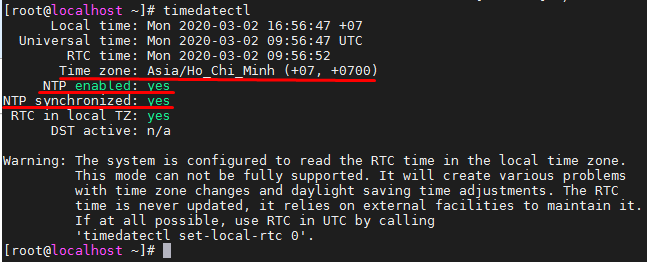 [root@localhost ~]# timedatectl
Local time: Mon 2020-03-02 16:56:47 +07
Universal time: Mon 2020-03-02 09:56:47 UTC
RTC time: Mon 2020-03-02 09:56:52
Time zone: Asia/Ho_Chi_Minh (+07, +0700)
NTP enabled: yes
NTP synchronized: yes
RTC in local TZ: yes
DST active: n/a
Warning: The system is configured to read the RTC time in the local time zone.
This mode can not be fully supported. It will create various problems
with time zone changes and daylight saving time adjustments. The RTC
time is never updated, it relies on external facilities to maintain it.
If at all possible, use RTC in UTC by calling
'timedatectl set-local-rtc 0'.
[root@localhost ~]#